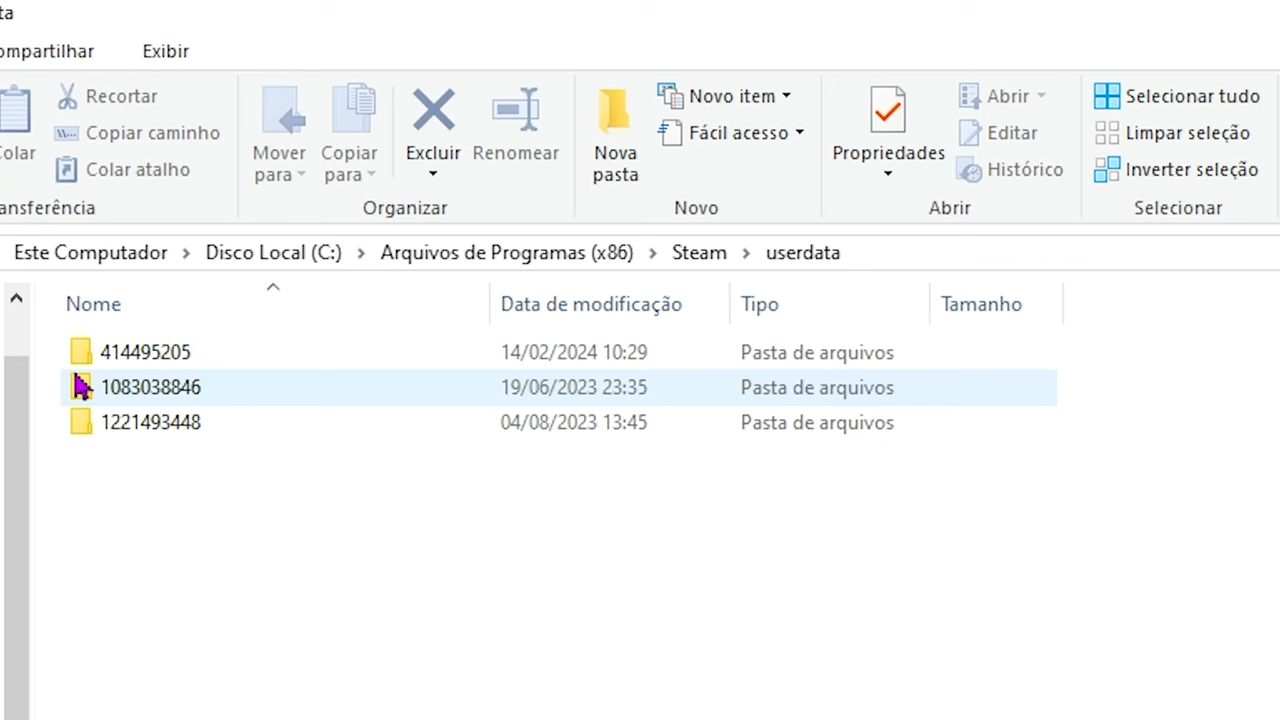 ta
ompartilhar Exibir
Recortar
Copiar caminho
Colar atalho
Colar
Mover para
Copiar para
Excluir
Renomear
Nova pasta
Novo item
Fácil acesso
Propriedades
Abrir
Editar
Histórico
Selecionar tudo
Limpar seleção
Inverter seleção
ansferência Organizar Novo Abrir Selecionar
Este Computador > Disco Local (C:) > Arquivos de Programas (x86) > Steam > userdata
Nome Data de modificação Tipo Tamanho
414495205 14/02/2024 10:29 Pasta de arquivos
1083038846 19/06/2023 23:35 Pasta de arquivos
1221493448 04/08/2023 13:45 Pasta de arquivos